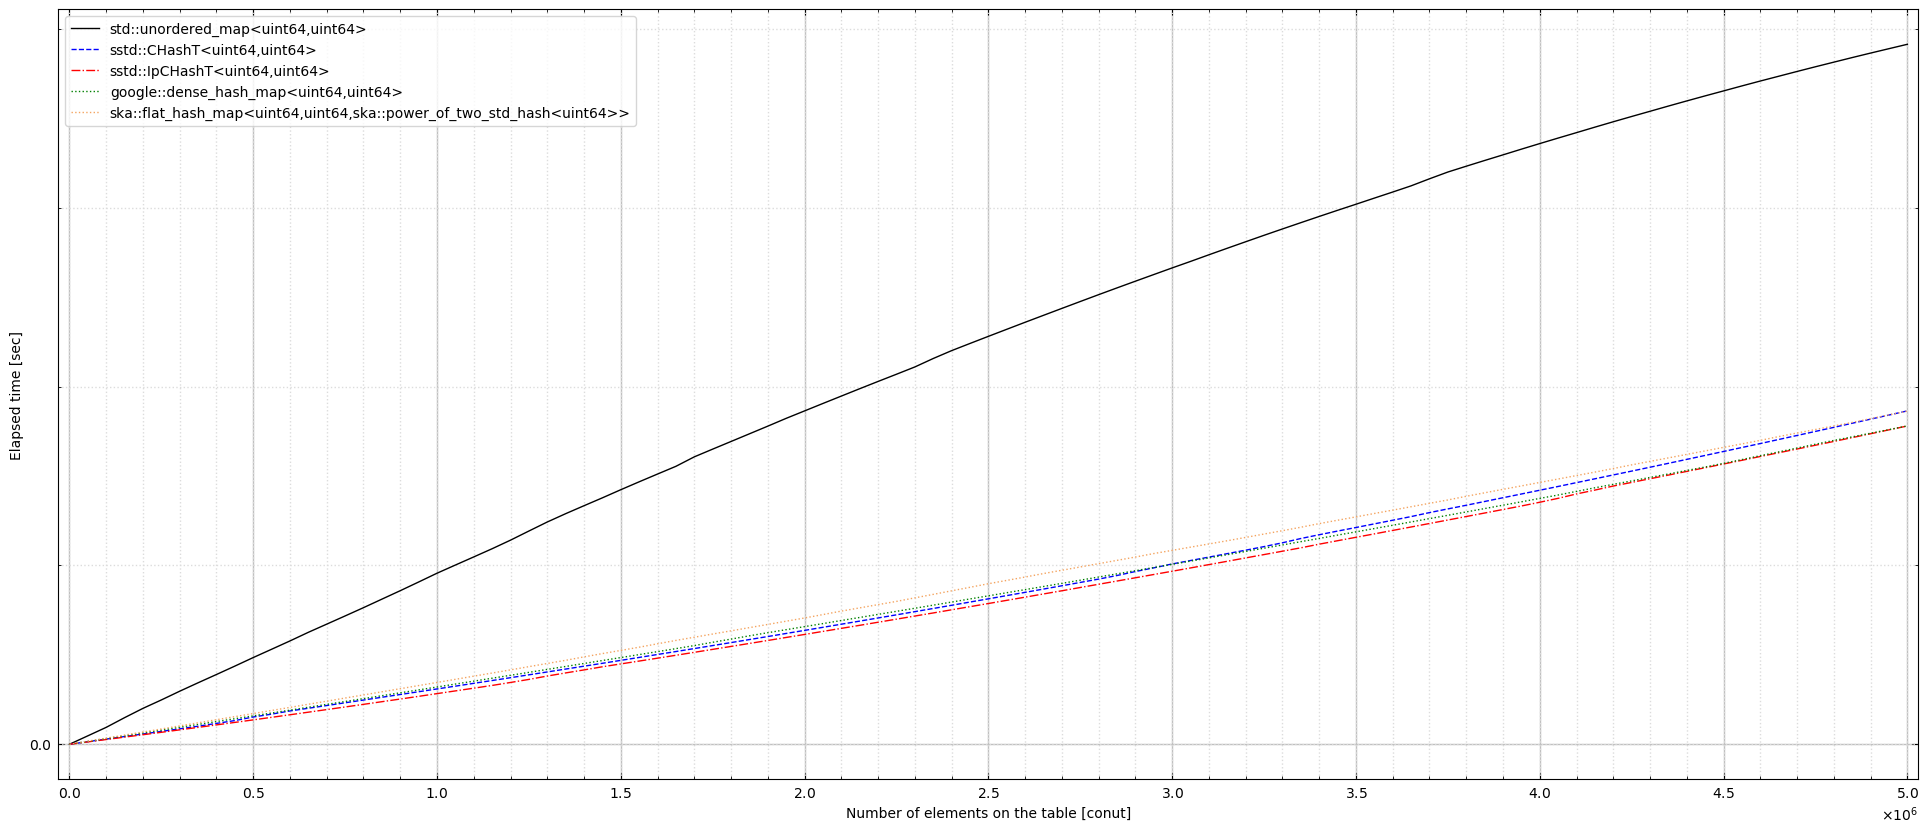 std::unordered_map<uint64,uint64>
sstd::CHashT<uint64,uint64>
sstd::IpCHashT<uint64,uint64>
google::dense_hash_map<uint64,uint64>
ska::flat_hash_map<uint64,uint64,ska::power_of_two_std_hash<uint64>>
Elapsed time [sec]
0.0
0.0 0.5 1.0 1.5 2.0 2.5 3.0 3.5 4.0 4.5 5.0
Number of elements on the table [conut]
×10⁶